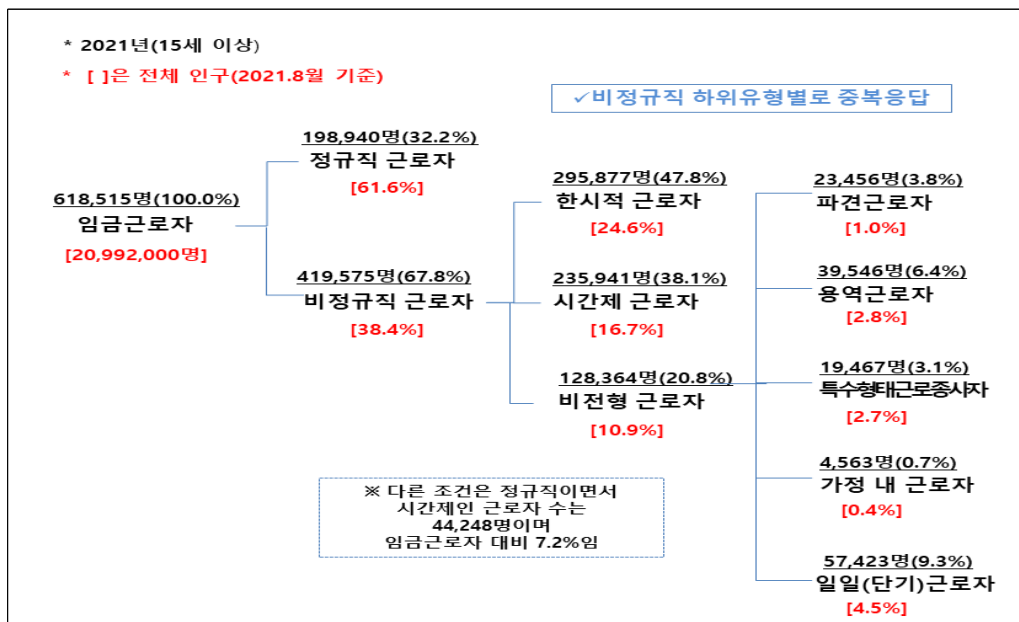 * 2021년(15세 이상)
* [ ]은 전체 인구(2021.8월 기준)
✓비정규직 하위유형별로 중복응답
618,515명(100.0%)
임금근로자
[20,992,000명]
198,940명(32.2%)
정규직 근로자
[61.6%]
419,575명(67.8%)
비정규직 근로자
[38.4%]
295,877명(47.8%)
한시적 근로자
[24.6%]
235,941명(38.1%)
시간제 근로자
[16.7%]
128,364명(20.8%)
비전형 근로자
[10.9%]
23,456명(3.8%)
파견근로자
[1.0%]
39,546명(6.4%)
용역근로자
[2.8%]
19,467명(3.1%)
특수형태근로종사자
[2.7%]
4,563명(0.7%)
가정 내 근로자
[0.4%]
57,423명(9.3%)
일일(단기)근로자
[4.5%]
※ 다른 조건은 정규직이면서
시간제인 근로자 수는
44,248명이며
임금근로자 대비 7.2%임